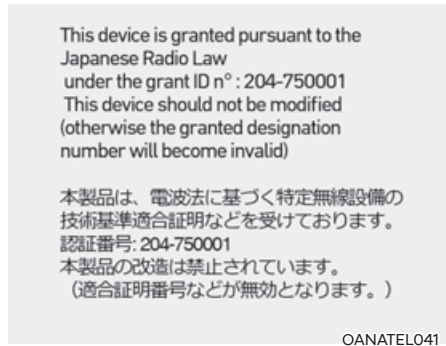 This device is granted pursuant to the
Japanese Radio Law
under the grant ID n° : 204-750001
This device should not be modified
(otherwise the granted designation
number will become invalid)
本製品は、電波法に基づく特定無線設備の
技術基準適合証明などを受けております。
認証番号: 204-750001
本製品の改造は禁止されています。
（適合証明番号などが無効となります。）
OANATEL041